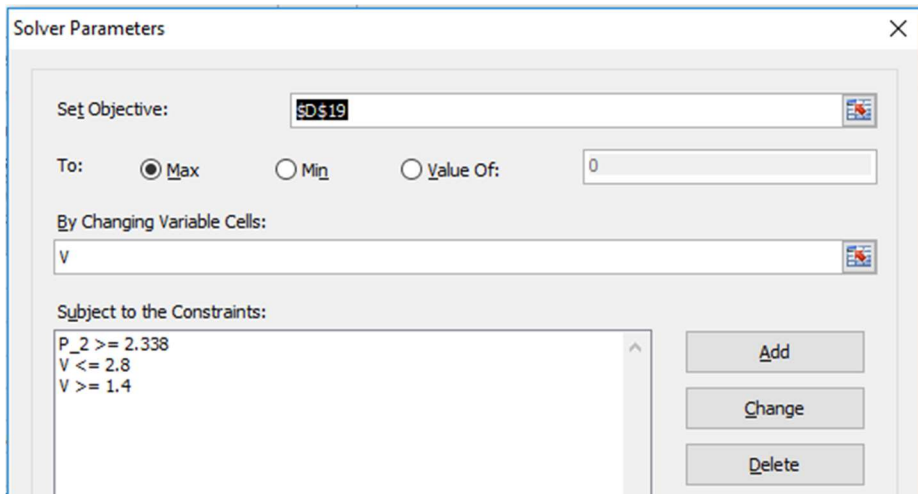 Solver Parameters
Set Objective:
$D$19
To:
Max
Min
Value Of:
0
By Changing Variable Cells:
V
Subject to the Constraints:
P_2 >= 2.338
V <= 2.8
V >= 1.4
Add
Change
Delete